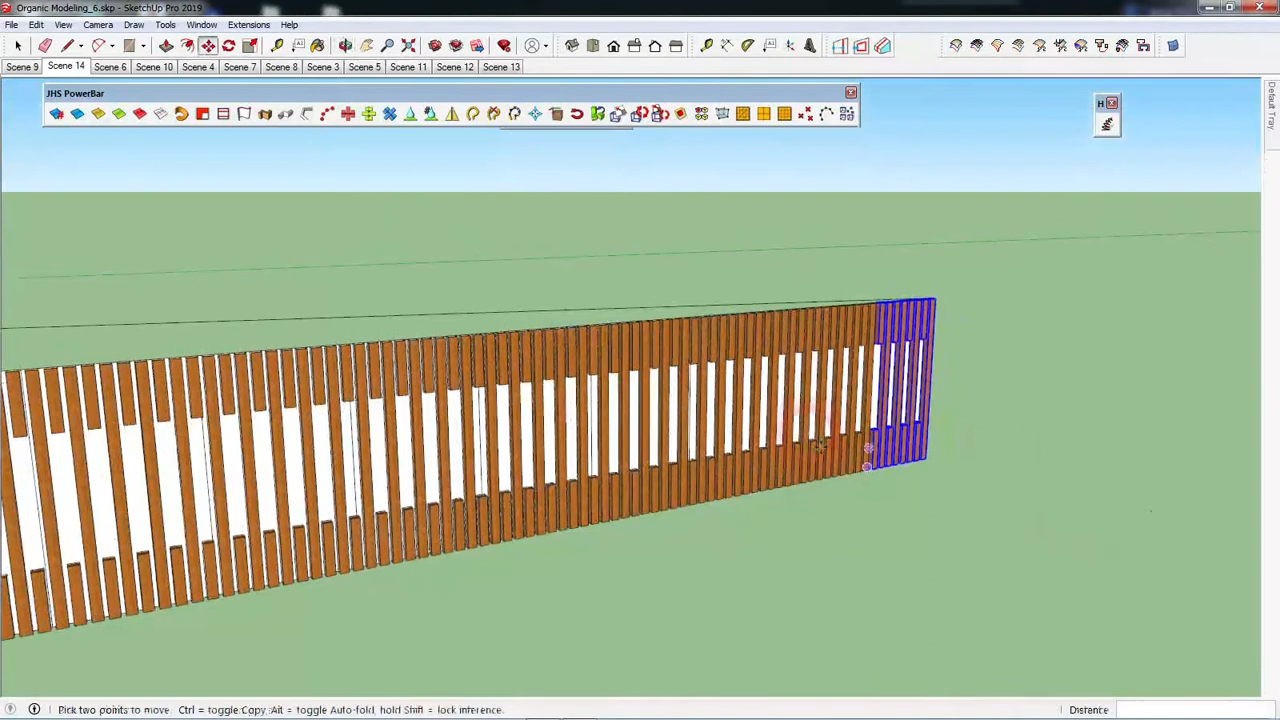 Organic Modeling_6.skp - SketchUp Pro 2019
File Edit View Camera Draw Tools Window Extensions Help
Scene 9 Scene 14 Scene 6 Scene 10 Scene 4 Scene 7 Scene 8 Scene 3 Scene 5 Scene 11 Scene 12 Scene 13
JHS PowerBar
H
Default Tray
Pick two points to move. Ctrl = toggle Copy, Alt = toggle Auto-fold, hold Shift = lock inference.
Distance